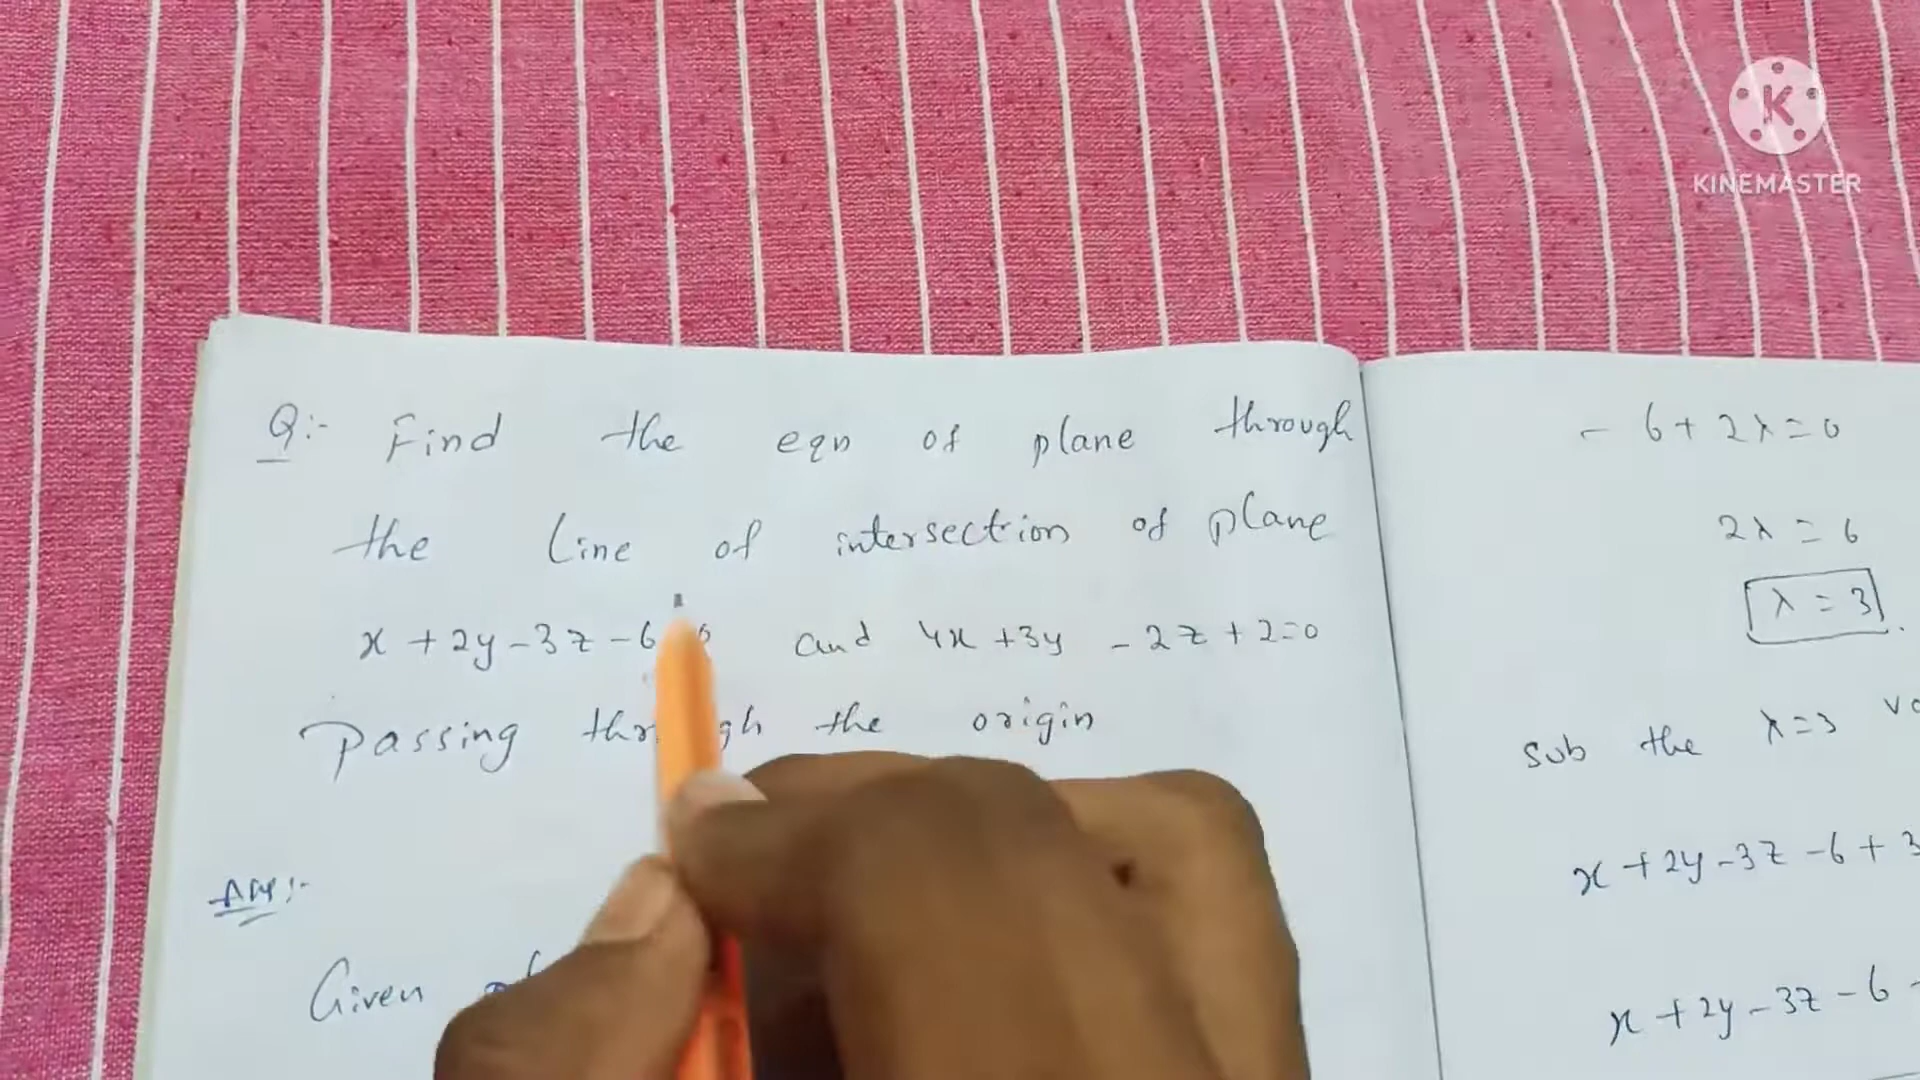 KINEMASTER
Q:- Find the eqn of plane through
the line of intersection of plane
x + 2y - 3z - 6 and 4x + 3y - 2z + 2 = 0
Passing the origin
Ans:-
Given
- 6 + 2λ = 0
2λ = 6
λ = 3
sub the λ = 3
x + 2y - 3z - 6 + 3
x + 2y - 3z - 6